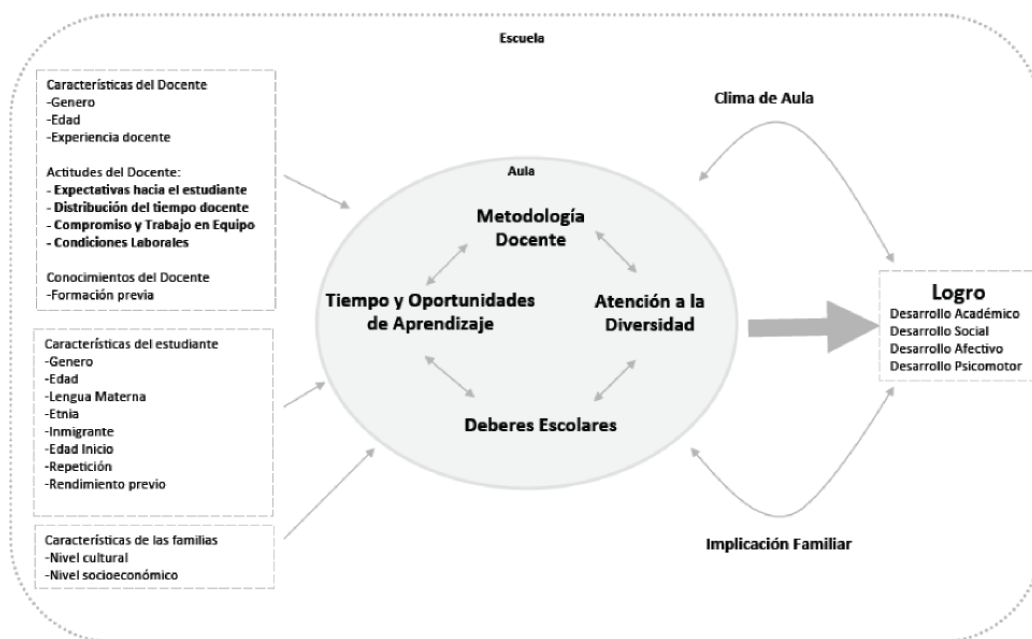 Escuela
Características del Docente
-Genero
-Edad
-Experiencia docente
Actitudes del Docente:
- Expectativas hacia el estudiante
- Distribución del tiempo docente
- Compromiso y Trabajo en Equipo
- Condiciones Laborales
Conocimientos del Docente
-Formación previa
Características del estudiante
-Genero
-Edad
-Lengua Materna
-Etnia
-Inmigrante
-Edad Inicio
-Repetición
-Rendimiento previo
Características de las familias
-Nivel cultural
-Nivel socioeconómico
Aula
Metodología
Docente
Tiempo y Oportunidades
de Aprendizaje
Atención a la
Diversidad
Deberes Escolares
Clima de Aula
Implicación Familiar
Logro
Desarrollo Académico
Desarrollo Social
Desarrollo Afectivo
Desarrollo Psicomotor